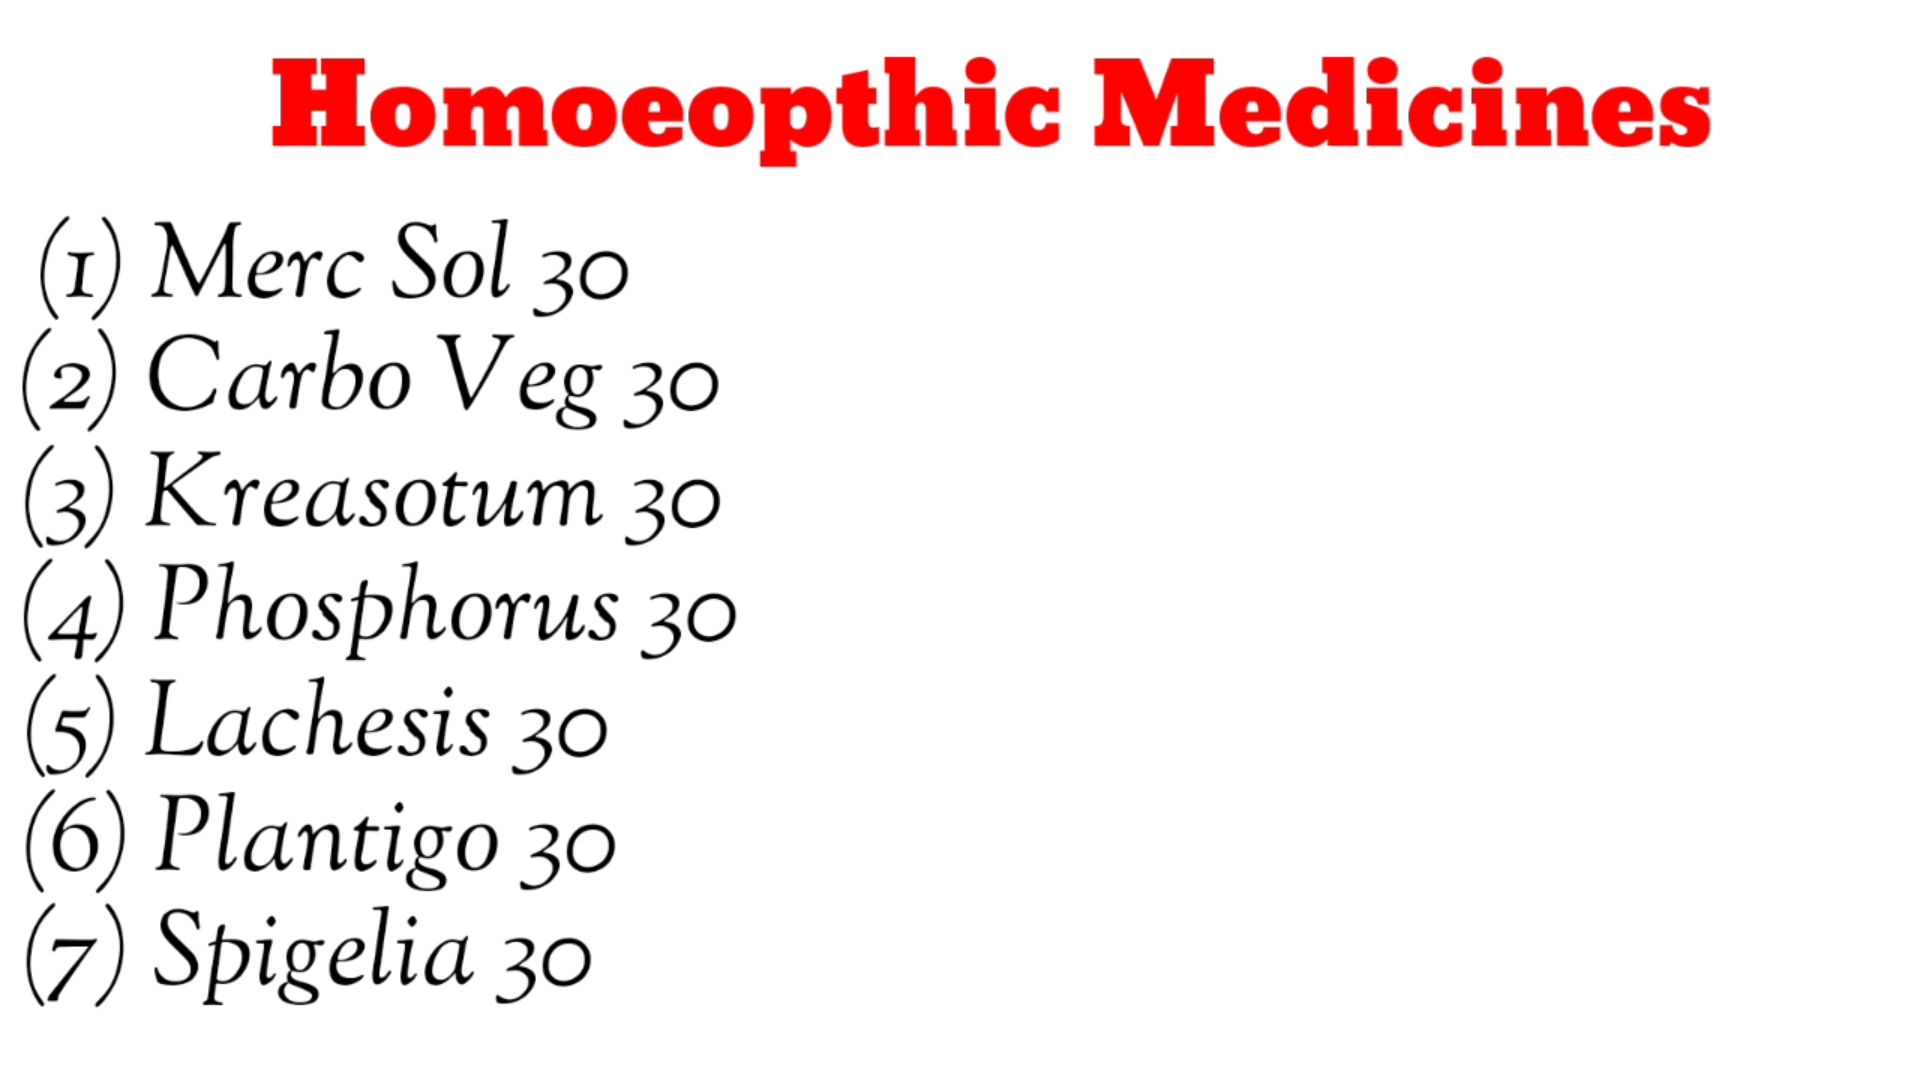 Homoeopthic Medicines
(1) Merc Sol 30
(2) Carbo Veg 30
(3) Kreasotum 30
(4) Phosphorus 30
(5) Lachesis 30
(6) Plantigo 30
(7) Spigelia 30